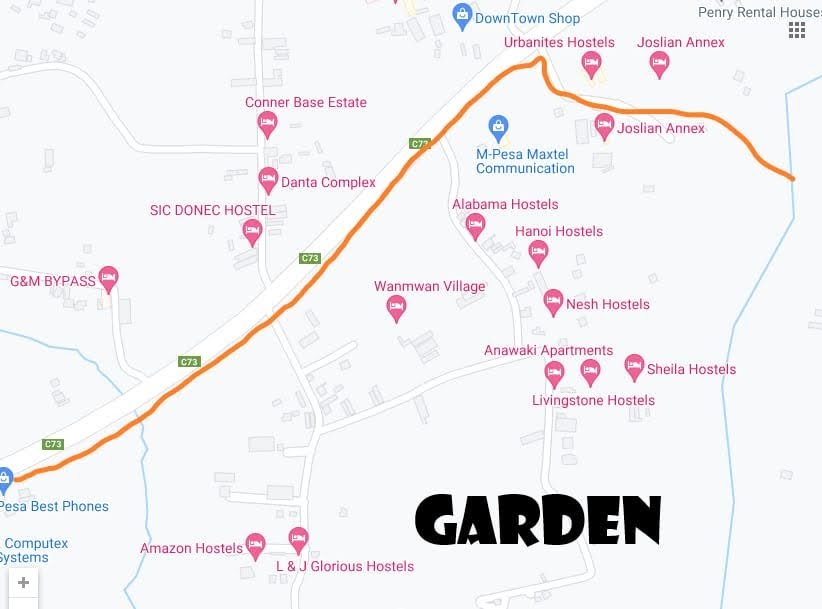 DownTown Shop
Penry Rental Houses
Urbanites Hostels
Joslian Annex
Conner Base Estate
C73
M-Pesa Maxtel
Communication
Joslian Annex
Danta Complex
SIC DONEC HOSTEL
Alabama Hostels
Hanoi Hostels
C73
G&M BYPASS
Wanmwan Village
Nesh Hostels
C73
Anawaki Apartments
Sheila Hostels
Livingstone Hostels
C73
Pesa Best Phones
GARDEN
Computex
Systems
Amazon Hostels
L & J Glorious Hostels
+